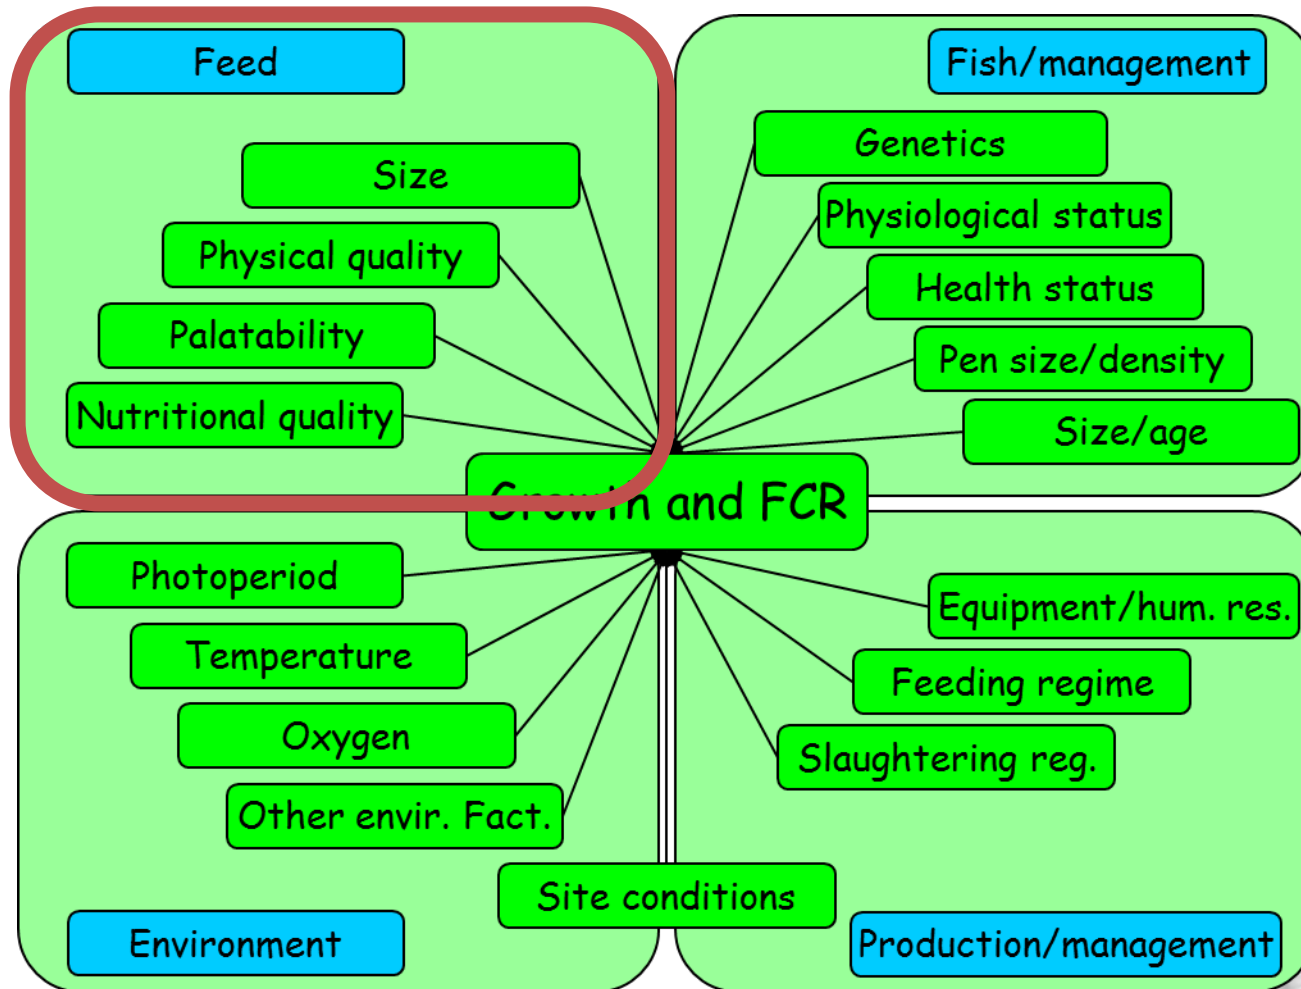 Feed
Size
Physical quality
Palatability
Nutritional quality
Fish/management
Genetics
Physiological status
Health status
Pen size/density
Size/age
Growth and FCR
Photoperiod
Temperature
Oxygen
Other envir. Fact.
Environment
Site conditions
Equipment/hum. res.
Feeding regime
Slaughtering reg.
Production/management